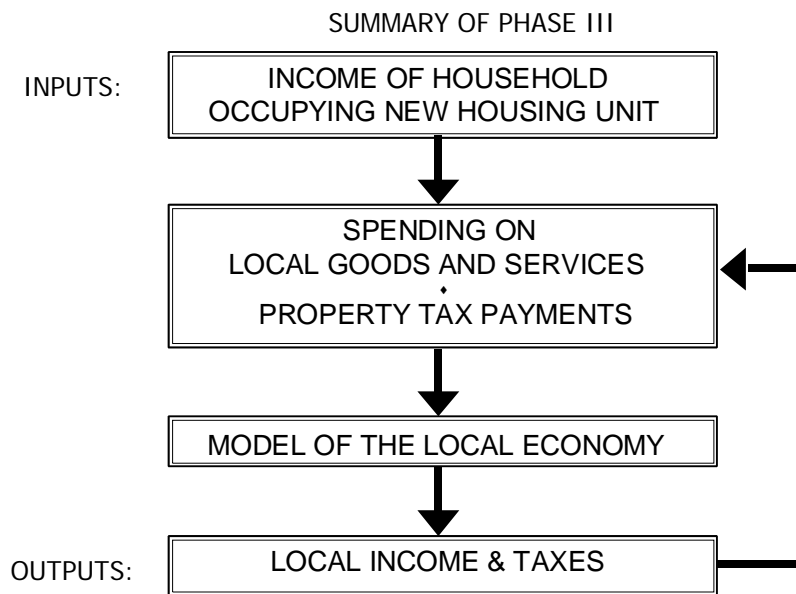 SUMMARY OF PHASE III
INPUTS:
INCOME OF HOUSEHOLD
OCCUPYING NEW HOUSING UNIT
SPENDING ON
LOCAL GOODS AND SERVICES
♦
PROPERTY TAX PAYMENTS
MODEL OF THE LOCAL ECONOMY
OUTPUTS:
LOCAL INCOME & TAXES